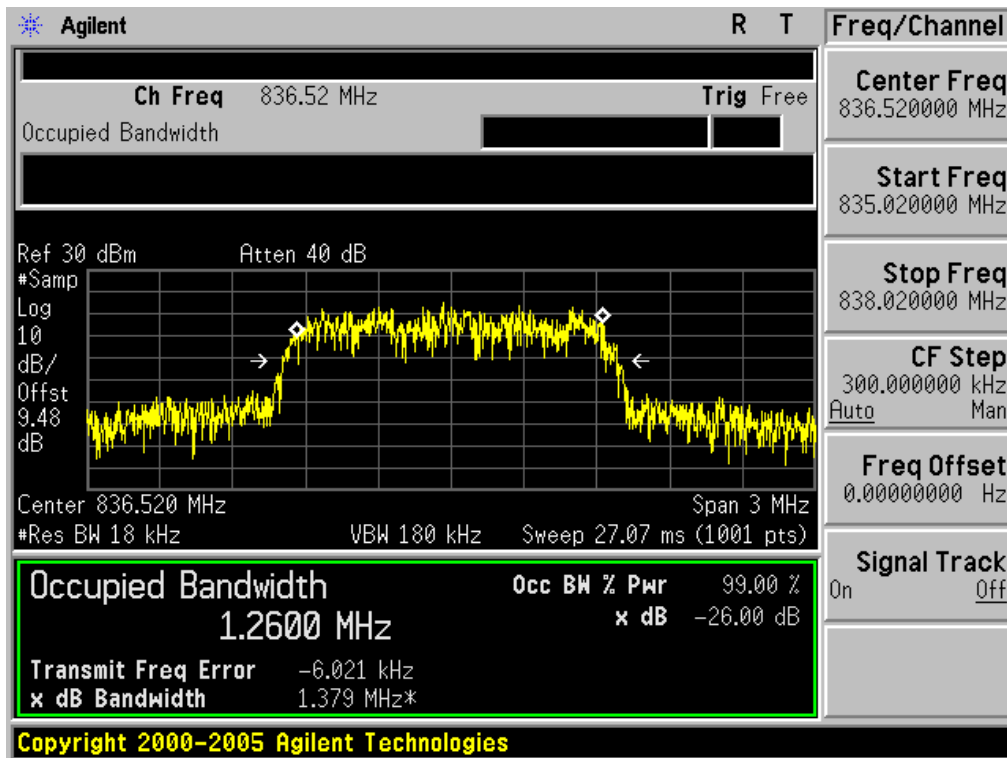 Agilent R T
Ch Freq 836.52 MHz Trig Free
Occupied Bandwidth
Ref 30 dBm Atten 40 dB
#Samp
Log
10
dB/
Offst
9.48
dB
Center 836.520 MHz Span 3 MHz
#Res BW 18 kHz VBW 180 kHz Sweep 27.07 ms (1001 pts)
Occupied Bandwidth Occ BW % Pwr 99.00 %
1.2600 MHz x dB -26.00 dB
Transmit Freq Error -6.021 kHz
x dB Bandwidth 1.379 MHz*
Copyright 2000-2005 Agilent Technologies
Freq/Channel
Center Freq
836.520000 MHz
Start Freq
835.020000 MHz
Stop Freq
838.020000 MHz
CF Step
300.000000 kHz
Auto Man
Freq Offset
0.00000000 Hz
Signal Track
On Off